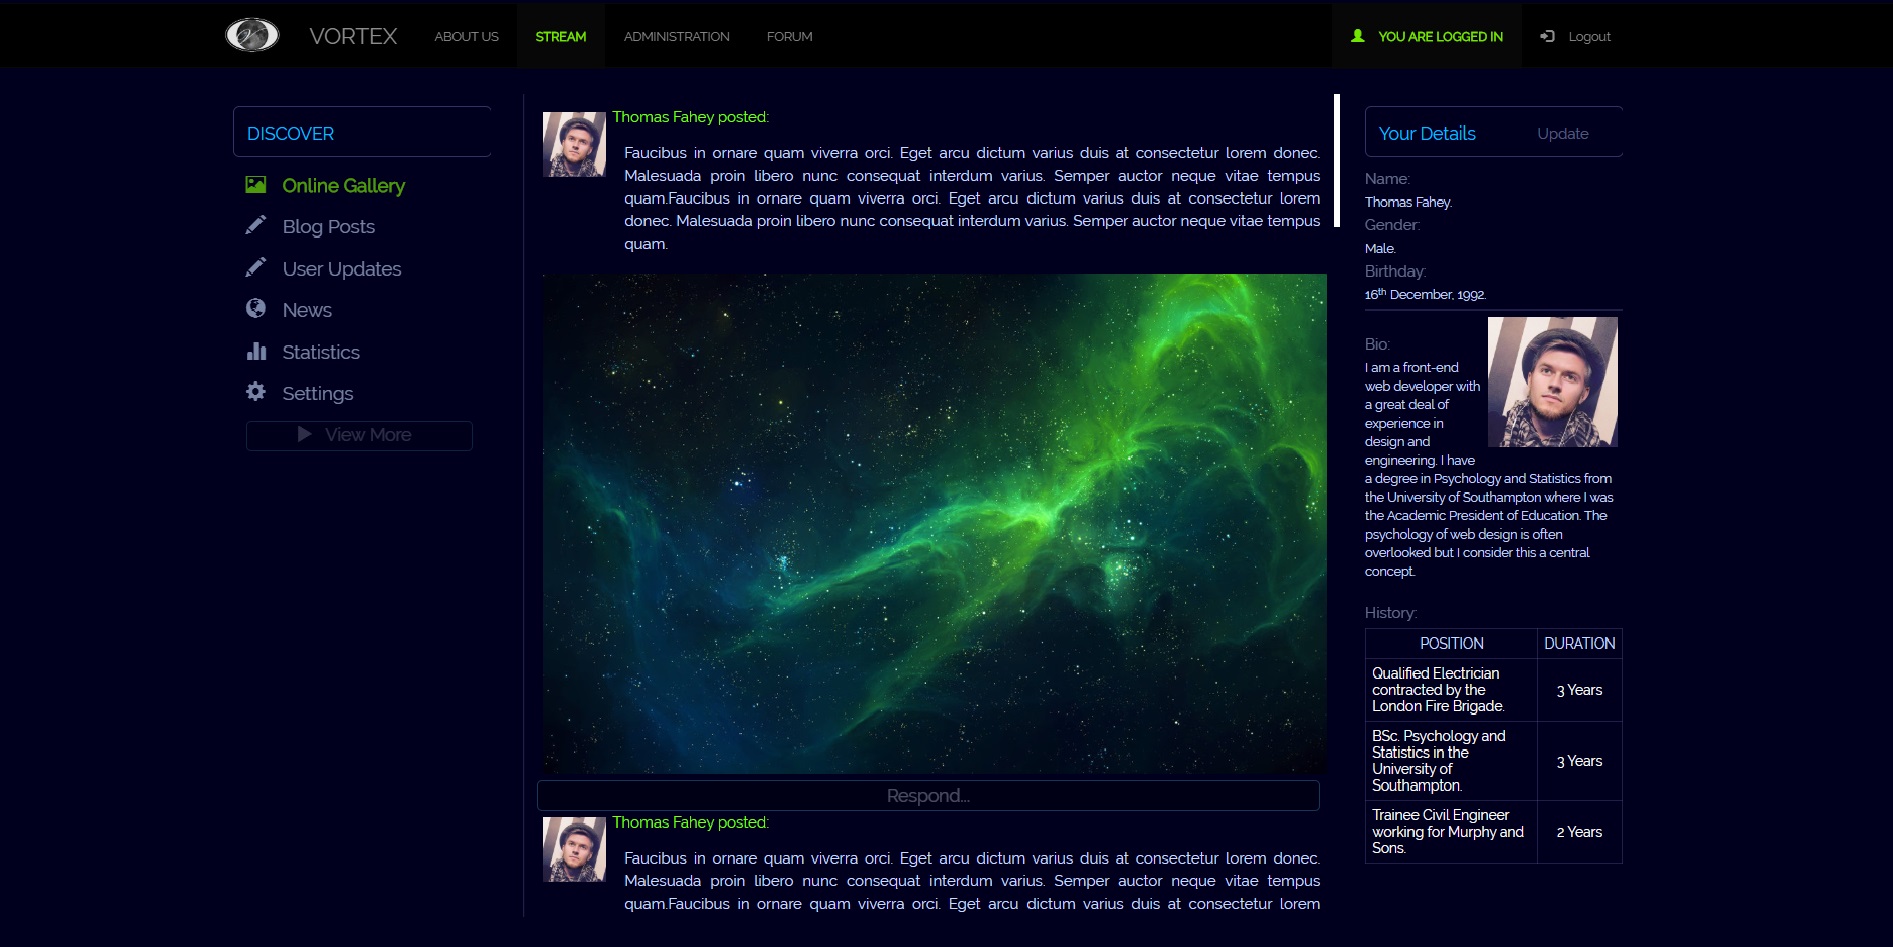 VORTEX
ABOUT US
STREAM
ADMINISTRATION
FORUM
YOU ARE LOGGED IN
Logout
DISCOVER
Online Gallery
Blog Posts
User Updates
News
Statistics
Settings
View More
Thomas Fahey posted:
Faucibus in ornare quam viverra orci. Eget arcu dictum varius duis at consectetur lorem donec.
Malesuada proin libero nunc consequat interdum varius. Semper auctor neque vitae tempus
quam.Faucibus in ornare quam viverra orci. Eget arcu dictum varius duis at consectetur lorem
donec. Malesuada proin libero nunc consequat interdum varius. Semper auctor neque vitae tempus
quam.
Respond...
Thomas Fahey posted:
Faucibus in ornare quam viverra orci. Eget arcu dictum varius duis at consectetur lorem donec.
Malesuada proin libero nunc consequat interdum varius. Semper auctor neque vitae tempus
quam.Faucibus in ornare quam viverra orci. Eget arcu dictum varius duis at consectetur lorem
Your Details
Update
Name:
Thomas Fahey.
Gender:
Male.
Birthday:
16th December, 1992.
Bio:
I am a front-end
web developer with
a great deal of
experience in
design and
engineering. I have
a degree in Psychology and Statistics from
the University of Southampton where I was
the Academic President of Education. The
psychology of web design is often
overlooked but I consider this a central
concept.
History:
POSITION DURATION
Qualified Electrician
contracted by the
London Fire Brigade.
3 Years
BSc. Psychology and
Statistics in the
University of
Southampton.
3 Years
Trainee Civil Engineer
working for Murphy and
Sons.
2 Years